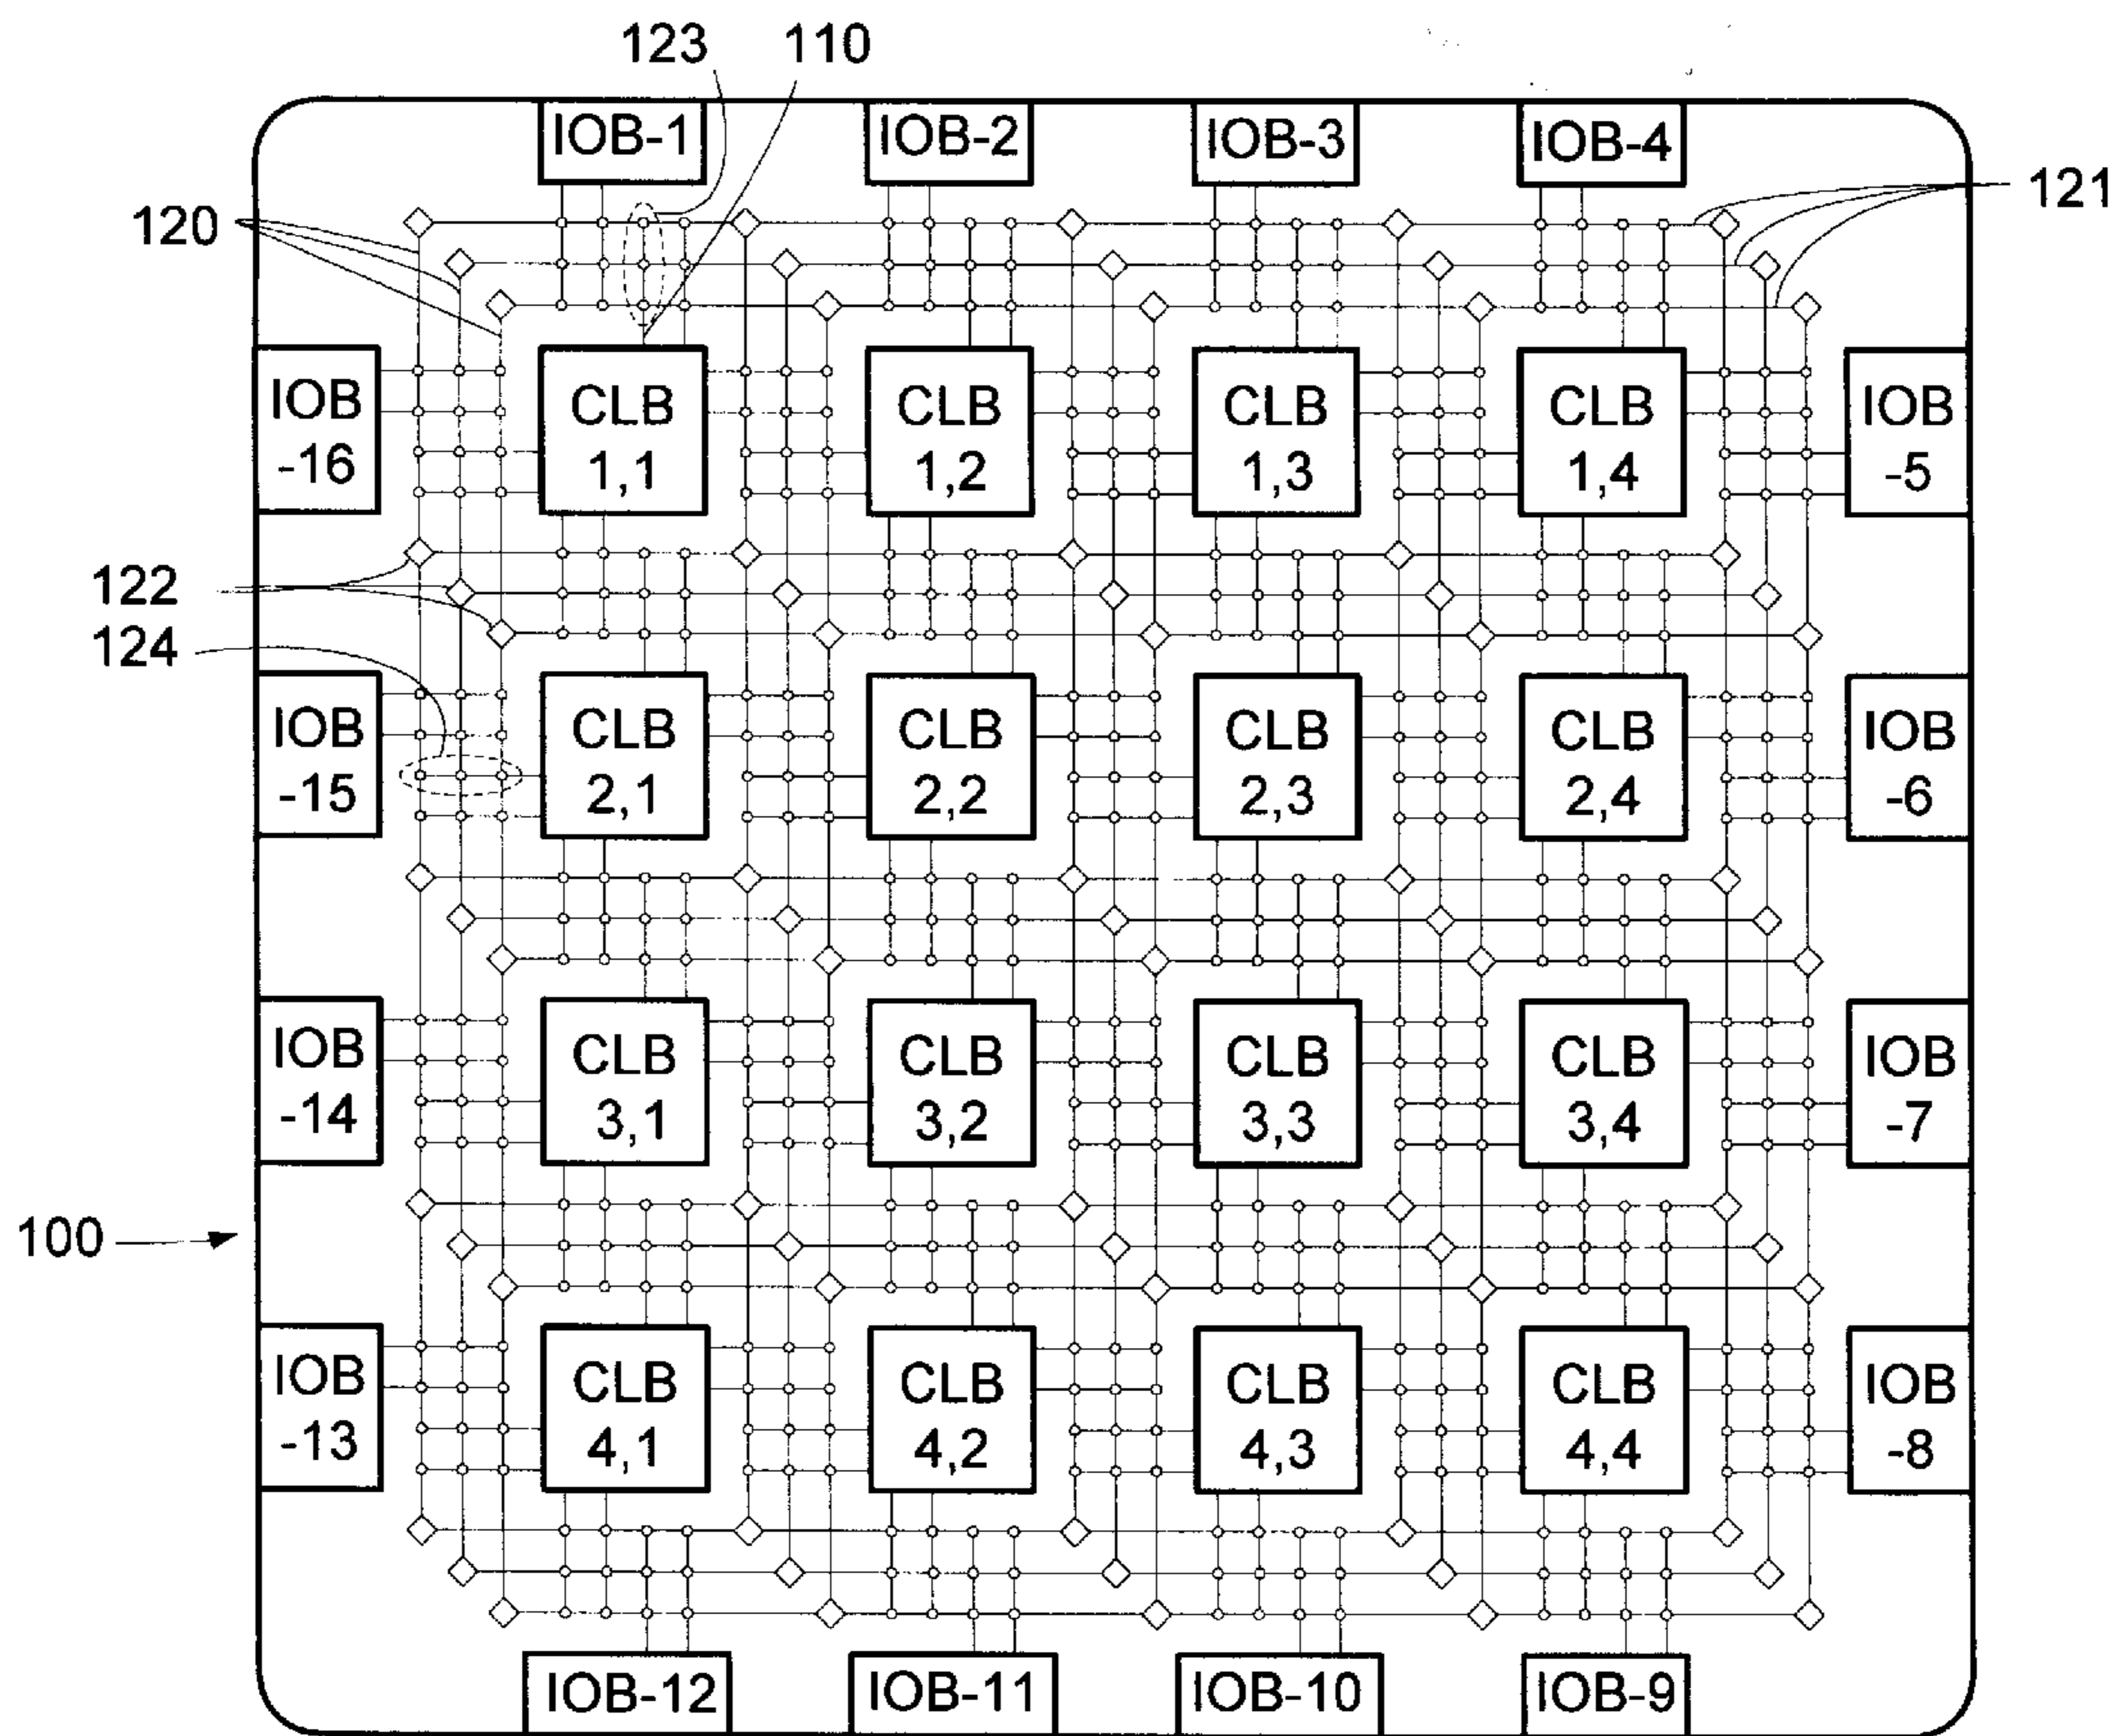 123
110
IOB-1
IOB-2
IOB-3
IOB-4
121
120
IOB
-16
CLB
1,1
CLB
1,2
CLB
1,3
CLB
1,4
IOB
-5
122
124
IOB
-15
CLB
2,1
CLB
2,2
CLB
2,3
CLB
2,4
IOB
-6
IOB
-14
CLB
3,1
CLB
3,2
CLB
3,3
CLB
3,4
IOB
-7
100
IOB
-13
CLB
4,1
CLB
4,2
CLB
4,3
CLB
4,4
IOB
-8
IOB-12
IOB-11
IOB-10
IOB-9